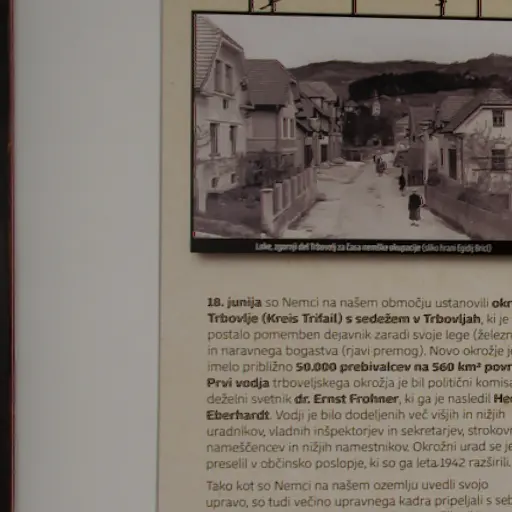 Loke, zgornji del Trbovelj za časa nemške okupacije (sliko hrani Egidij Bricl)
18. junija so Nemci na našem območju ustanovili okr
Trbovlje (Kreis Trifail) s sedežem v Trbovljah, ki je
postalo pomemben dejavnik zaradi svoje lege (železn
in naravnega bogastva (rjavi premog). Novo okrožje je
imelo približno 50.000 prebivalcev na 560 km² povr
Prvi vodja trboveljskega okrožja je bil politični komisa
deželni svetnik dr. Ernst Frohner, ki ga je nasledil He
Eberhardt. Vodji je bilo dodeljenih več višjih in nižjih
uradnikov, vladnih inšpektorjev in sekretarjev, strokovn
nameščencev in nižjih namestnikov. Okrožni urad se je
preselil v občinsko poslopje, ki so ga leta 1942 razširili.
Tako kot so Nemci na našem ozemlju uvedli svojo
upravo, so tudi večino upravnega kadra pripeljali s seb